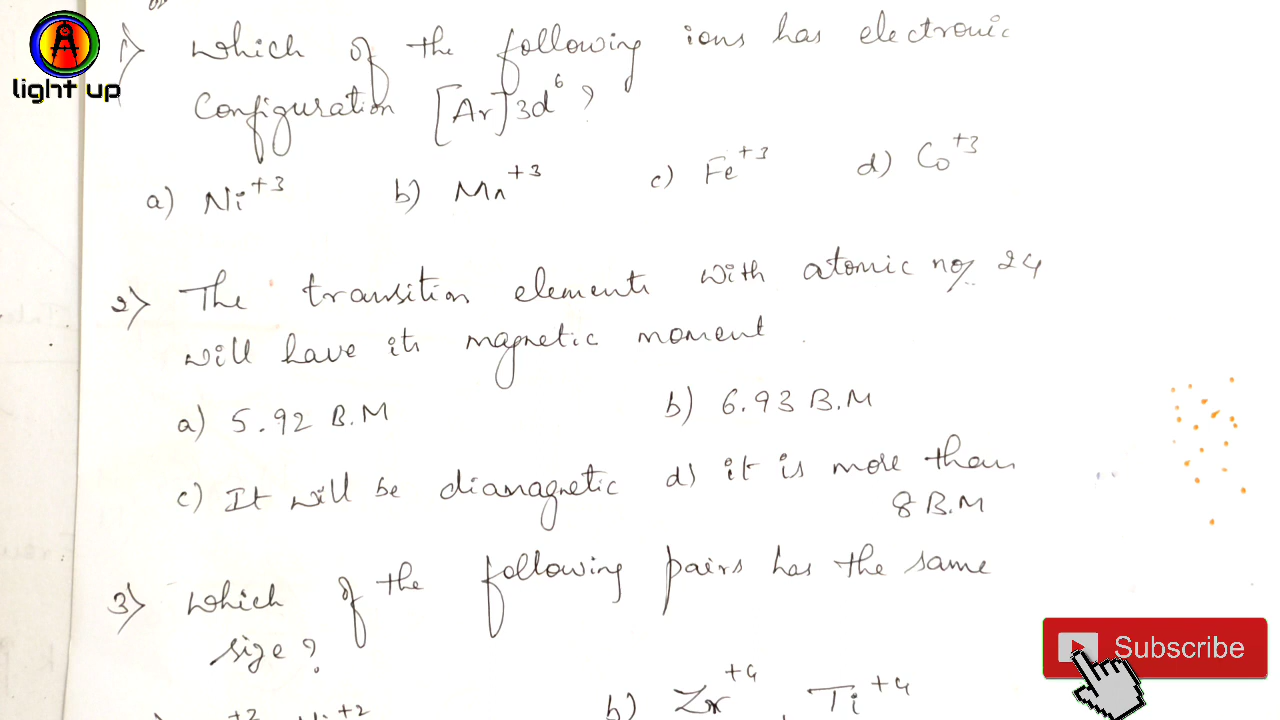 light up
1) Which of the following ions has electronic
Configuration [Ar]3d⁶ ?
a) Ni⁺³ b) Mn⁺³ c) Fe⁺³ d) Co⁺³
2) The transition elements with atomic no/. 24
will have its magnetic moment
a) 5.92 B.M b) 6.93 B.M
c) It will be diamagnetic d) it is more than
8 B.M
3) Which of the following pairs has the same
size ?
b) Zr⁺⁴, Ti⁺⁴
Subscribe